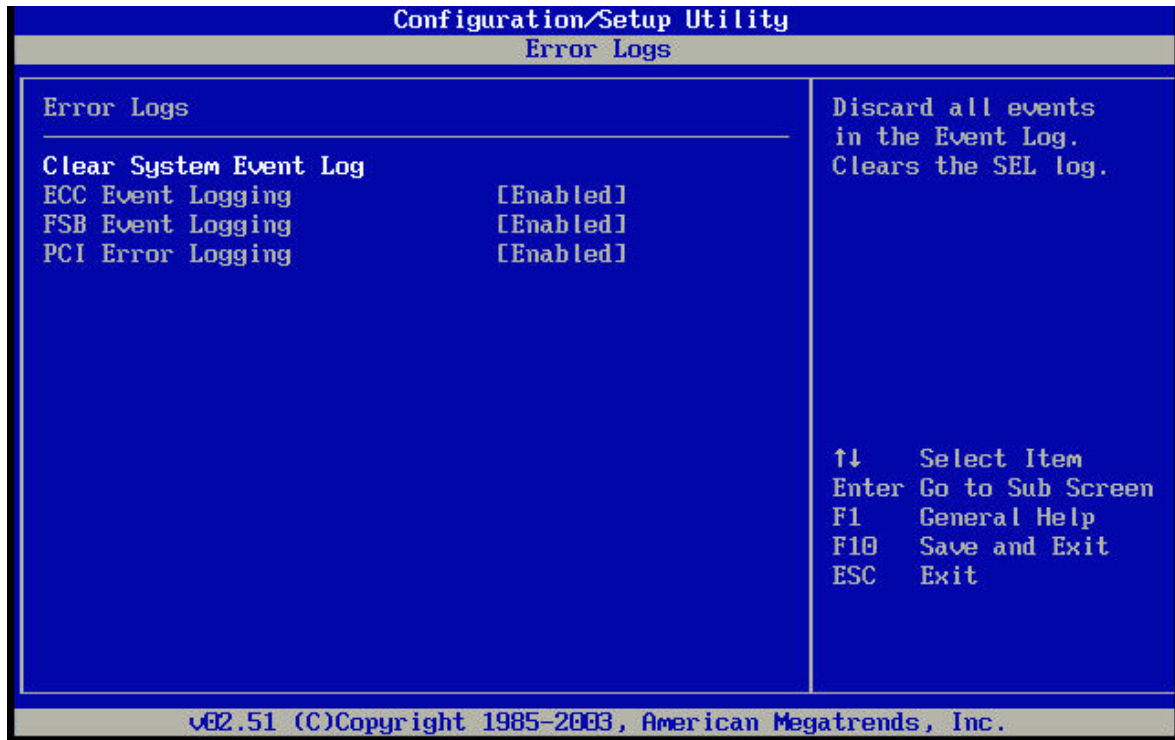 Configuration/Setup Utility
Error Logs
Error Logs
Clear System Event Log
ECC Event Logging [Enabled]
FSB Event Logging [Enabled]
PCI Error Logging [Enabled]
Discard all events
in the Event Log.
Clears the SEL log.
↑↓ Select Item
Enter Go to Sub Screen
F1 General Help
F10 Save and Exit
ESC Exit
v02.51 (C)Copyright 1985-2003, American Megatrends, Inc.